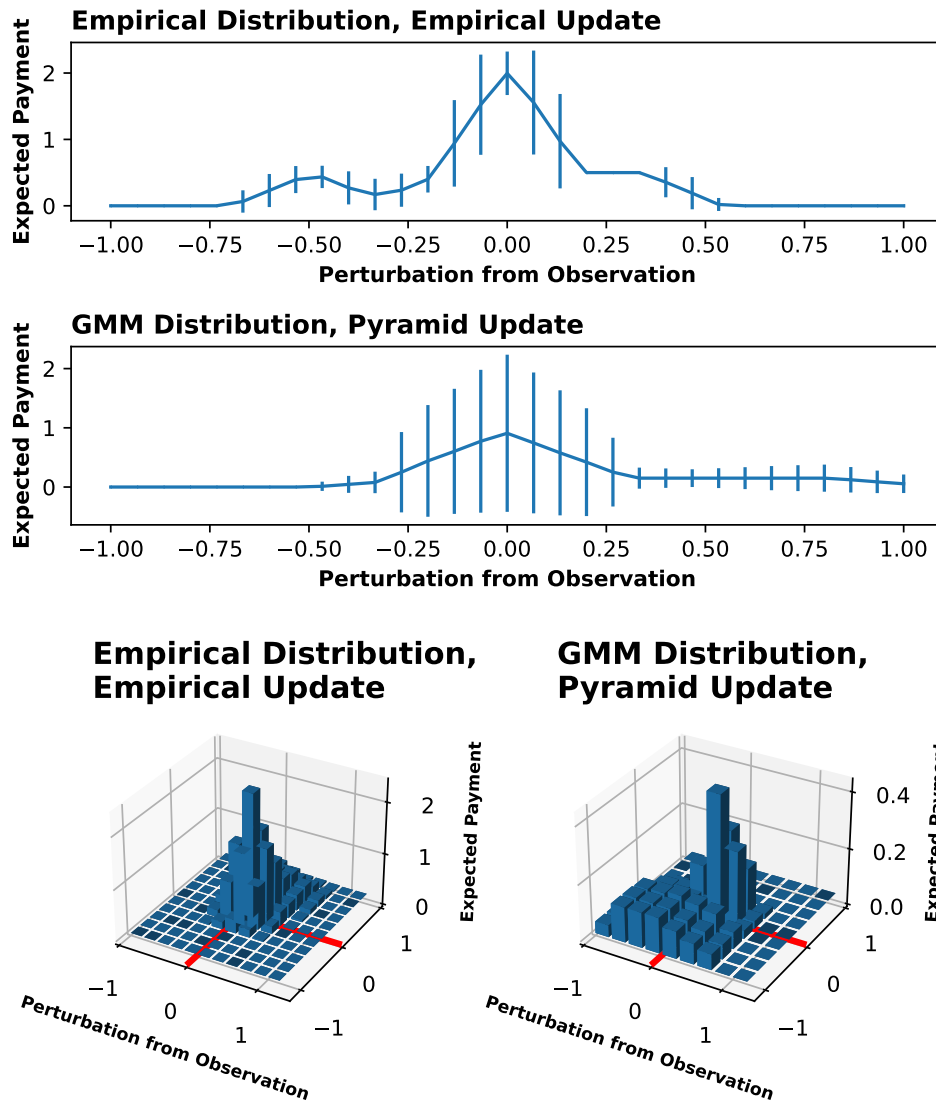 Empirical Distribution, Empirical Update
Expected Payment
2
1
0
−1.00 −0.75 −0.50 −0.25 0.00 0.25 0.50 0.75 1.00
Perturbation from Observation
GMM Distribution, Pyramid Update
Expected Payment
2
1
0
−1.00 −0.75 −0.50 −0.25 0.00 0.25 0.50 0.75 1.00
Perturbation from Observation
Empirical Distribution,
Empirical Update
Expected Payment
2
1
0
1
0
−1
−1
0
1
Perturbation from Observation
GMM Distribution,
Pyramid Update
Expected Payment
0.4
0.2
0.0
1
0
−1
−1
0
1
Perturbation from Observation